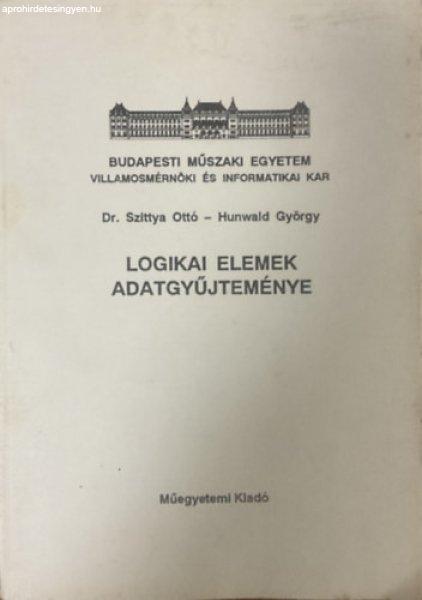 aprohirdetesingyen.hu
BUDAPESTI MŰSZAKI EGYETEM
VILLAMOSMÉRNÖKI ÉS INFORMATIKAI KAR
Dr. Szittya Ottó – Hunwald György
LOGIKAI ELEMEK
ADATGYŰJTEMÉNYE
Műegyetemi Kiadó